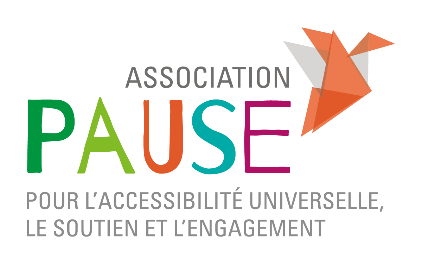 ASSOCIATION
PAUSE
POUR L'ACCESSIBILITÉ UNIVERSELLE,
LE SOUTIEN ET L'ENGAGEMENT